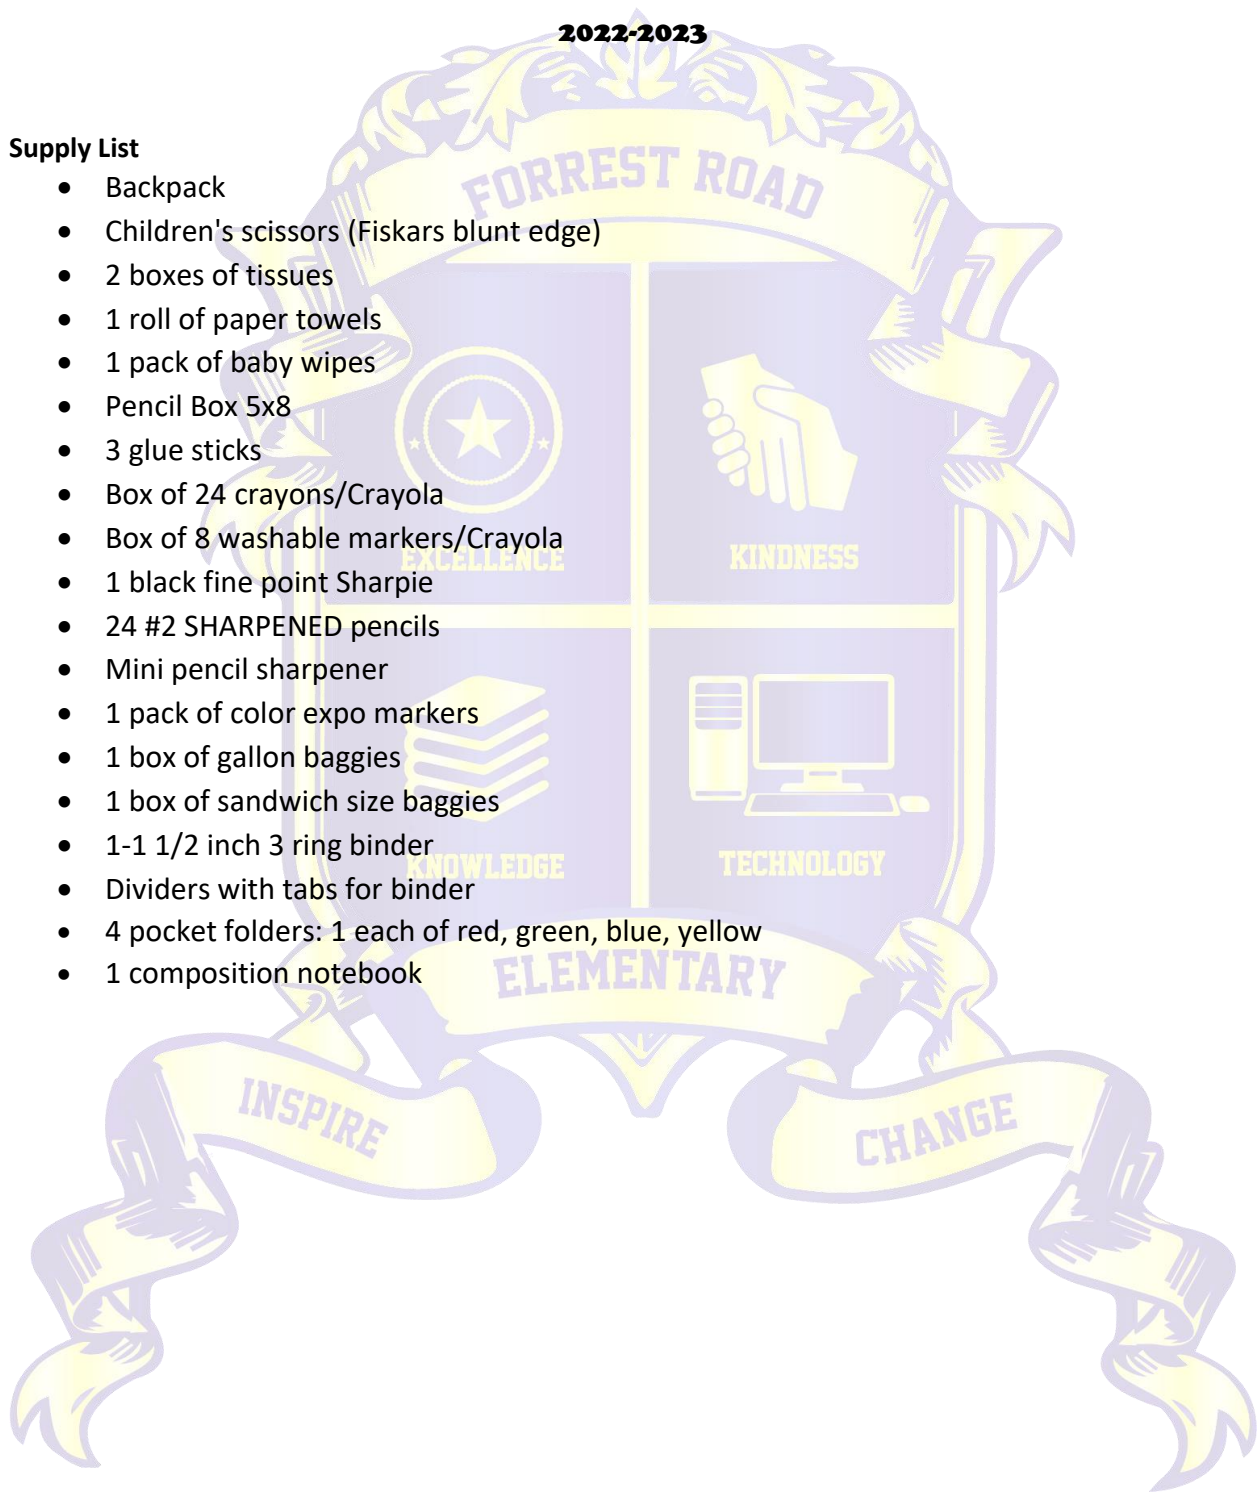 2022-2023
FORREST ROAD
Supply List
• Backpack
• Children's scissors (Fiskars blunt edge)
• 2 boxes of tissues
• 1 roll of paper towels
• 1 pack of baby wipes
• Pencil Box 5x8
• 3 glue sticks
• Box of 24 crayons/Crayola
• Box of 8 washable markers/Crayola
EXCELLENCE
KINDNESS
• 1 black fine point Sharpie
• 24 #2 SHARPENED pencils
• Mini pencil sharpener
• 1 pack of color expo markers
• 1 box of gallon baggies
• 1 box of sandwich size baggies
• 1-1 1/2 inch 3 ring binder
KNOWLEDGE
TECHNOLOGY
• Dividers with tabs for binder
• 4 pocket folders: 1 each of red, green, blue, yellow
• 1 composition notebook
ELEMENTARY
INSPIRE
CHANGE